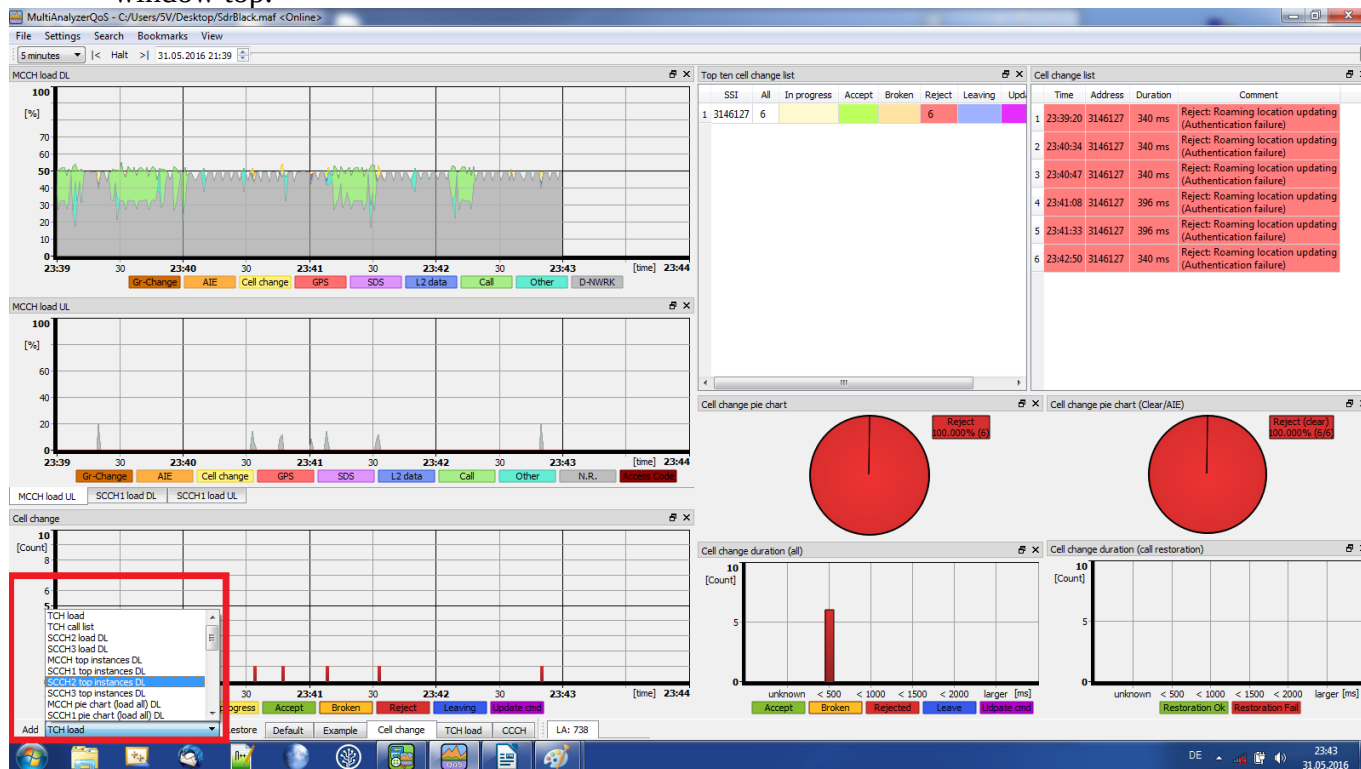 window top.
MultiAnalyzerQoS - C:/Users/5V/Desktop/SdrBlack.maf <Online>
File Settings Search Bookmarks View
5 minutes |< Halt >| 31.05.2016 21:39
MCCH load DL
100
[%]
70
60
50
40
30
20
10
0
23:39 30 23:40 30 23:41 30 23:42 30 23:43 [time] 23:44
Gr-Change AIE Cell change GPS SDS L2 data Call Other D-NWRK
MCCH load UL
100
[%]
60
40
20
0
23:39 30 23:40 30 23:41 30 23:42 30 23:43 [time] 23:44
Gr-Change AIE Cell change GPS SDS L2 data Call Other N.R. Access Code
MCCH load UL SCCH1 load DL SCCH1 load UL
Cell change
10
[Count]
8
6
5
TCH load
TCH call list
SCCH2 load DL
SCCH3 load DL
MCCH top instances DL
SCCH1 top instances DL
SCCH2 top instances DL
SCCH3 top instances DL
MCCH pie chart (load all) DL
SCCH1 pie chart (load all) DL
30 23:41 30 23:42 30 23:43 [time] 23:44
ogress Accept Broken Reject Leaving Update cmd
Add TCH load estore Default Example Cell change TCH load CCCH LA: 738
Top ten cell change list
SSI All In progress Accept Broken Reject Leaving Upd
1 3146127 6 6
Cell change list
Time Address Duration Comment
1 23:39:20 3146127 340 ms Reject: Roaming location updating
(Authentication failure)
2 23:40:34 3146127 340 ms Reject: Roaming location updating
(Authentication failure)
3 23:40:47 3146127 340 ms Reject: Roaming location updating
(Authentication failure)
4 23:41:08 3146127 396 ms Reject: Roaming location updating
(Authentication failure)
5 23:41:33 3146127 396 ms Reject: Roaming location updating
(Authentication failure)
6 23:42:50 3146127 340 ms Reject: Roaming location updating
(Authentication failure)
Cell change pie chart
Reject
100.000% (6)
Cell change pie chart (Clear/AIE)
Reject (clear)
100.000% (6/6)
Cell change duration (all)
10
[Count]
5
0
unknown < 500 < 1000 < 1500 < 2000 larger [ms]
Accept Broken Rejected Leave Udpate cmd
Cell change duration (call restoration)
10
[Count]
5
0
unknown < 500 < 1000 < 1500 < 2000 larger [ms]
Restoration Ok Restoration Fail
QoS
DE
23:43
31.05.2016